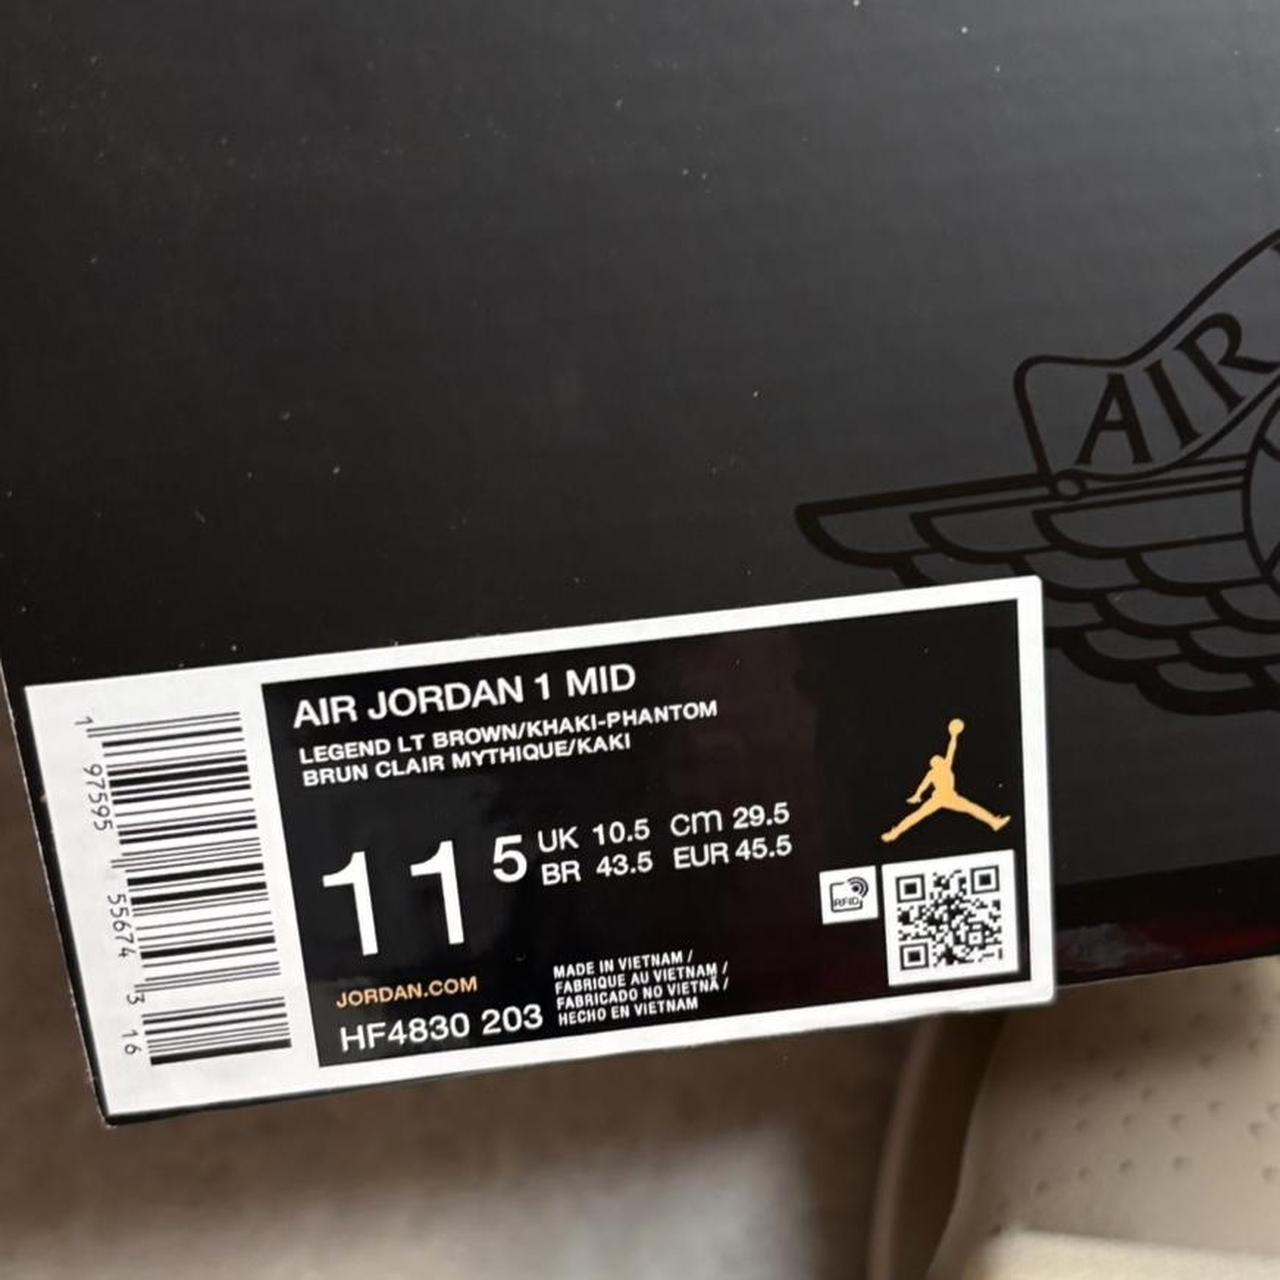 AIR
AIR JORDAN 1 MID
LEGEND LT BROWN/KHAKI-PHANTOM
BRUN CLAIR MYTHIQUE/KAKI
11 5
UK 10.5 cm 29.5
BR 43.5 EUR 45.5
RFID
JORDAN.COM
HF4830 203
MADE IN VIETNAM /
FABRIQUE AU VIETNAM /
FABRICADO NO VIETNÃ /
HECHO EN VIETNAM
1 97595 55674 3 16